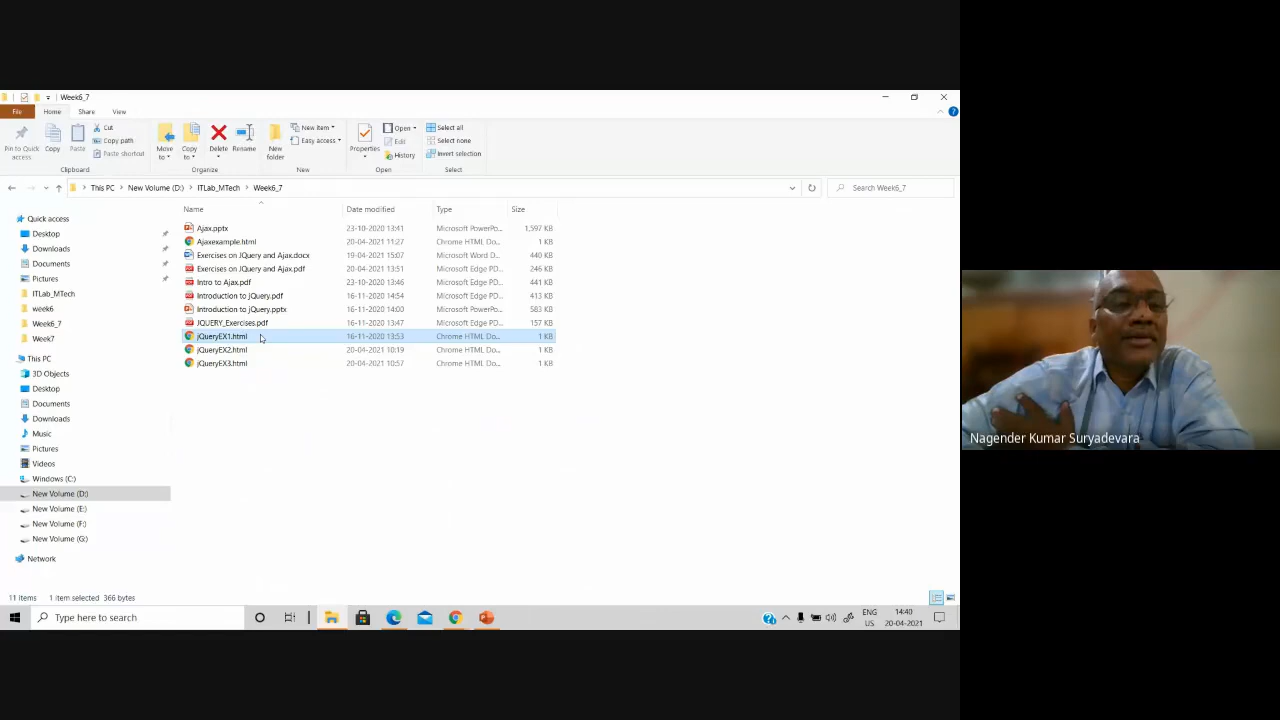 Week6_7
File Home Share View
Pin to Quick access
Copy
Paste
Cut
Copy path
Paste shortcut
Clipboard
Move to
Copy to
Delete
Rename
Organize
New folder
New item
Easy access
New
Properties
Open
Edit
History
Open
Select all
Select none
Invert selection
Select
This PC > New Volume (D:) > ITLab_MTech > Week6_7
Search Week6_7
Name Date modified Type Size
Ajax.pptx 23-10-2020 13:41 Microsoft PowerPo... 1,597 KB
Ajaxexample.html 20-04-2021 11:27 Chrome HTML Do... 1 KB
Exercises on JQuery and Ajax.docx 19-04-2021 15:07 Microsoft Word D... 440 KB
Exercises on JQuery and Ajax.pdf 20-04-2021 13:51 Microsoft Edge PD... 246 KB
Intro to Ajax.pdf 23-10-2020 13:46 Microsoft Edge PD... 441 KB
Introduction to jQuery.pdf 16-11-2020 14:54 Microsoft Edge PD... 413 KB
Introduction to jQuery.pptx 16-11-2020 14:00 Microsoft PowerPo... 583 KB
JQUERY_Exercises.pdf 16-11-2020 13:47 Microsoft Edge PD... 157 KB
jQueryEX1.html 16-11-2020 13:53 Chrome HTML Do... 1 KB
jQueryEX2.html 20-04-2021 10:19 Chrome HTML Do... 1 KB
jQueryEX3.html 20-04-2021 10:57 Chrome HTML Do... 1 KB
Quick access
Desktop
Downloads
Documents
Pictures
ITLab_MTech
week6
Week6_7
Week7
This PC
3D Objects
Desktop
Documents
Downloads
Music
Pictures
Videos
Windows (C:)
New Volume (D:)
New Volume (E:)
New Volume (F:)
New Volume (G:)
Network
11 items 1 item selected 366 bytes
Type here to search
ENG
US
14:40
20-04-2021
Nagender Kumar Suryadevara